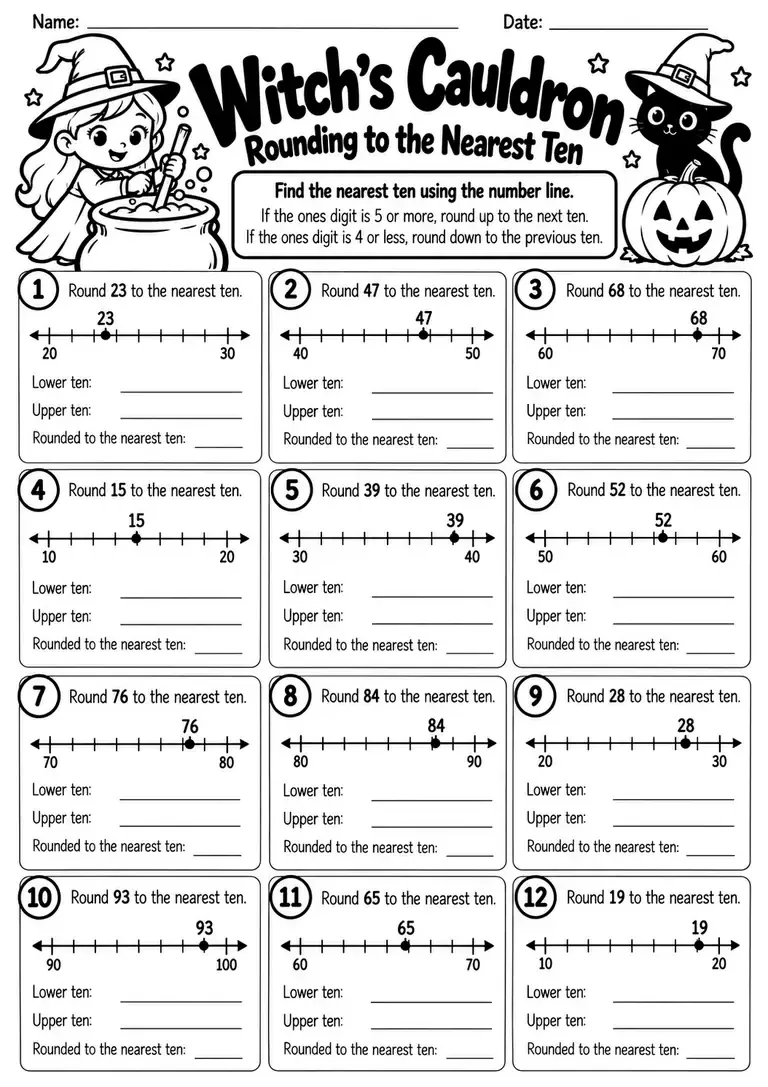 Name:
Date:
Witch's Cauldron
Rounding to the Nearest Ten
Find the nearest ten using the number line.
If the ones digit is 5 or more, round up to the next ten.
If the ones digit is 4 or less, round down to the previous ten.
1 Round 23 to the nearest ten.
23
20 30
Lower ten:
Upper ten:
Rounded to the nearest ten:
2 Round 47 to the nearest ten.
47
40 50
Lower ten:
Upper ten:
Rounded to the nearest ten:
3 Round 68 to the nearest ten.
68
60 70
Lower ten:
Upper ten:
Rounded to the nearest ten:
4 Round 15 to the nearest ten.
15
10 20
Lower ten:
Upper ten:
Rounded to the nearest ten:
5 Round 39 to the nearest ten.
39
30 40
Lower ten:
Upper ten:
Rounded to the nearest ten:
6 Round 52 to the nearest ten.
52
50 60
Lower ten:
Upper ten:
Rounded to the nearest ten:
7 Round 76 to the nearest ten.
76
70 80
Lower ten:
Upper ten:
Rounded to the nearest ten:
8 Round 84 to the nearest ten.
84
80 90
Lower ten:
Upper ten:
Rounded to the nearest ten:
9 Round 28 to the nearest ten.
28
20 30
Lower ten:
Upper ten:
Rounded to the nearest ten:
10 Round 93 to the nearest ten.
93
90 100
Lower ten:
Upper ten:
Rounded to the nearest ten:
11 Round 65 to the nearest ten.
65
60 70
Lower ten:
Upper ten:
Rounded to the nearest ten:
12 Round 19 to the nearest ten.
19
10 20
Lower ten:
Upper ten:
Rounded to the nearest ten: